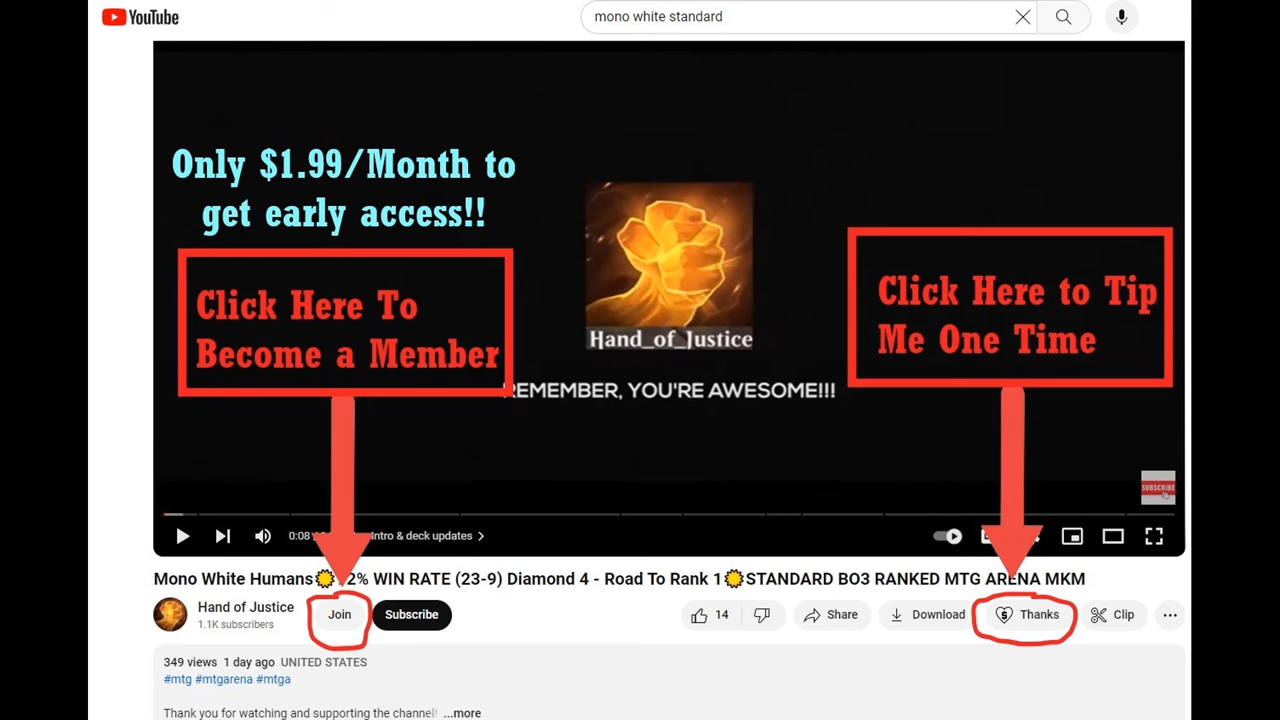 YouTube
mono white standard
Only $1.99/Month to
get early access!!
Click Here To
Become a Member
Click Here to Tip
Me One Time
Hand_of_Justice
REMEMBER, YOU'RE AWESOME!!!
SUBSCRIBE
0:08
Intro & deck updates
Mono White Humans 2% WIN RATE (23-9) Diamond 4 - Road To Rank 1 STANDARD BO3 RANKED MTG ARENA MKM
Hand of Justice
1.1K subscribers
Join
Subscribe
14
Share
Download
Thanks
Clip
349 views 1 day ago UNITED STATES
#mtg #mtgarena #mtga
Thank you for watching and supporting the channel! ...more